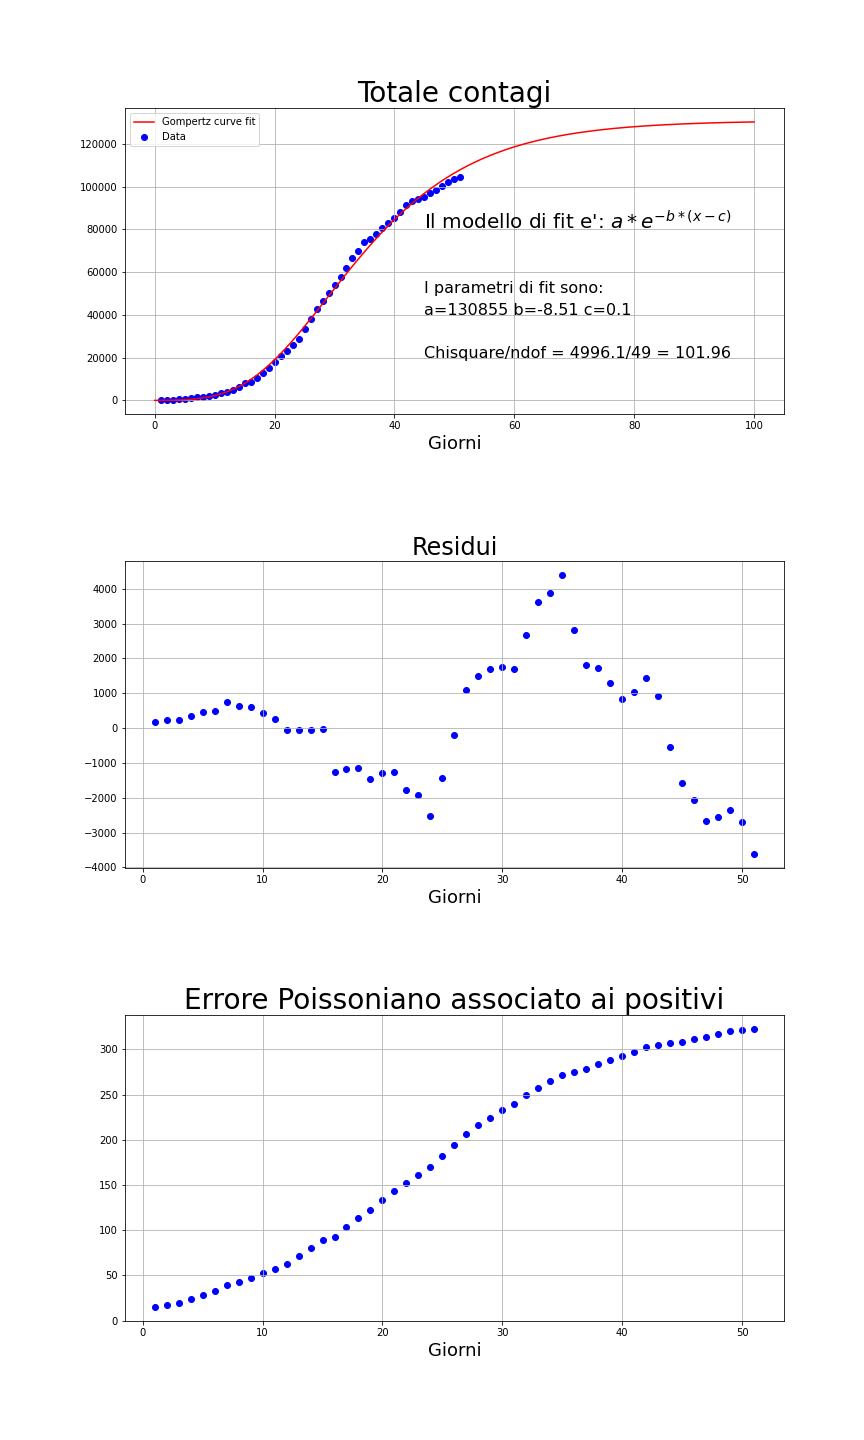 Totale contagi
Gompertz curve fit
Data
120000
100000
80000
60000
40000
20000
0
Il modello di fit e': a * e^{-b*(x-c)}
I parametri di fit sono:
a=130855 b=-8.51 c=0.1
Chisquare/ndof = 4996.1/49 = 101.96
0 20 40 60 80 100
Giorni
Residui
4000
3000
2000
1000
0
−1000
−2000
−3000
−4000
0 10 20 30 40 50
Giorni
Errore Poissoniano associato ai positivi
300
250
200
150
100
50
0
0 10 20 30 40 50
Giorni